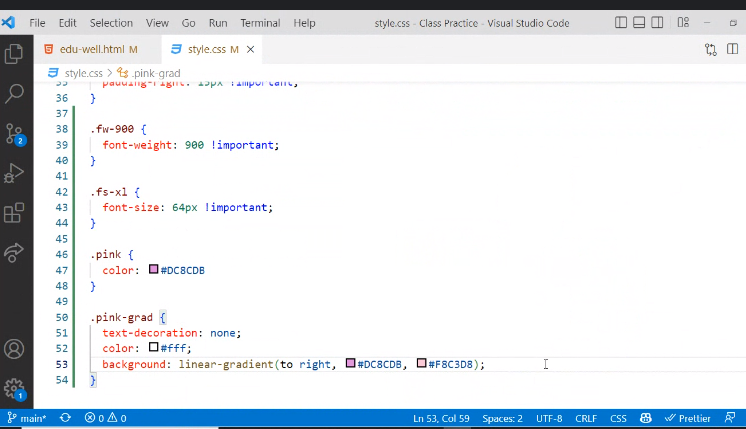 File Edit Selection View Go Run Terminal Help style.css - Class Practice - Visual Studio Code
edu-well.html M style.css M
style.css > .pink-grad
35 padding-right: 15px !important;
36 }
37
38 .fw-900 {
39 font-weight: 900 !important;
40 }
41
42 .fs-xl {
43 font-size: 64px !important;
44 }
45
46 .pink {
47 color: #DC8CDB
48 }
49
50 .pink-grad {
51 text-decoration: none;
52 color: #fff;
53 background: linear-gradient(to right, #DC8CDB, #F8C3D8);
54 }
2
1
main* 0 0 Ln 53, Col 59 Spaces: 2 UTF-8 CRLF CSS Prettier